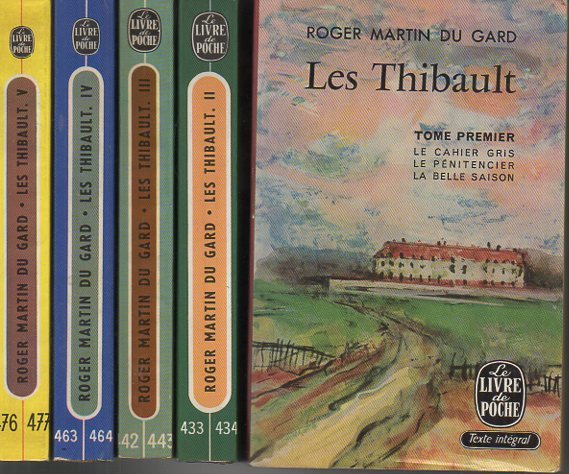 Le
LIVRE
DE
POCHE
ROGER MARTIN DU GARD • LES THIBAULT. V
476 477
Le
LIVRE
DE
POCHE
ROGER MARTIN DU GARD • LES THIBAULT. IV
463 464
Le
LIVRE
DE
POCHE
ROGER MARTIN DU GARD • LES THIBAULT. III
442 443
Le
LIVRE
DE
POCHE
ROGER MARTIN DU GARD • LES THIBAULT. II
433 434
ROGER MARTIN DU GARD
Les Thibault
TOME PREMIER
LE CAHIER GRIS
LE PÉNITENCIER
LA BELLE SAISON
Le
LIVRE
DE
POCHE
Texte intégral